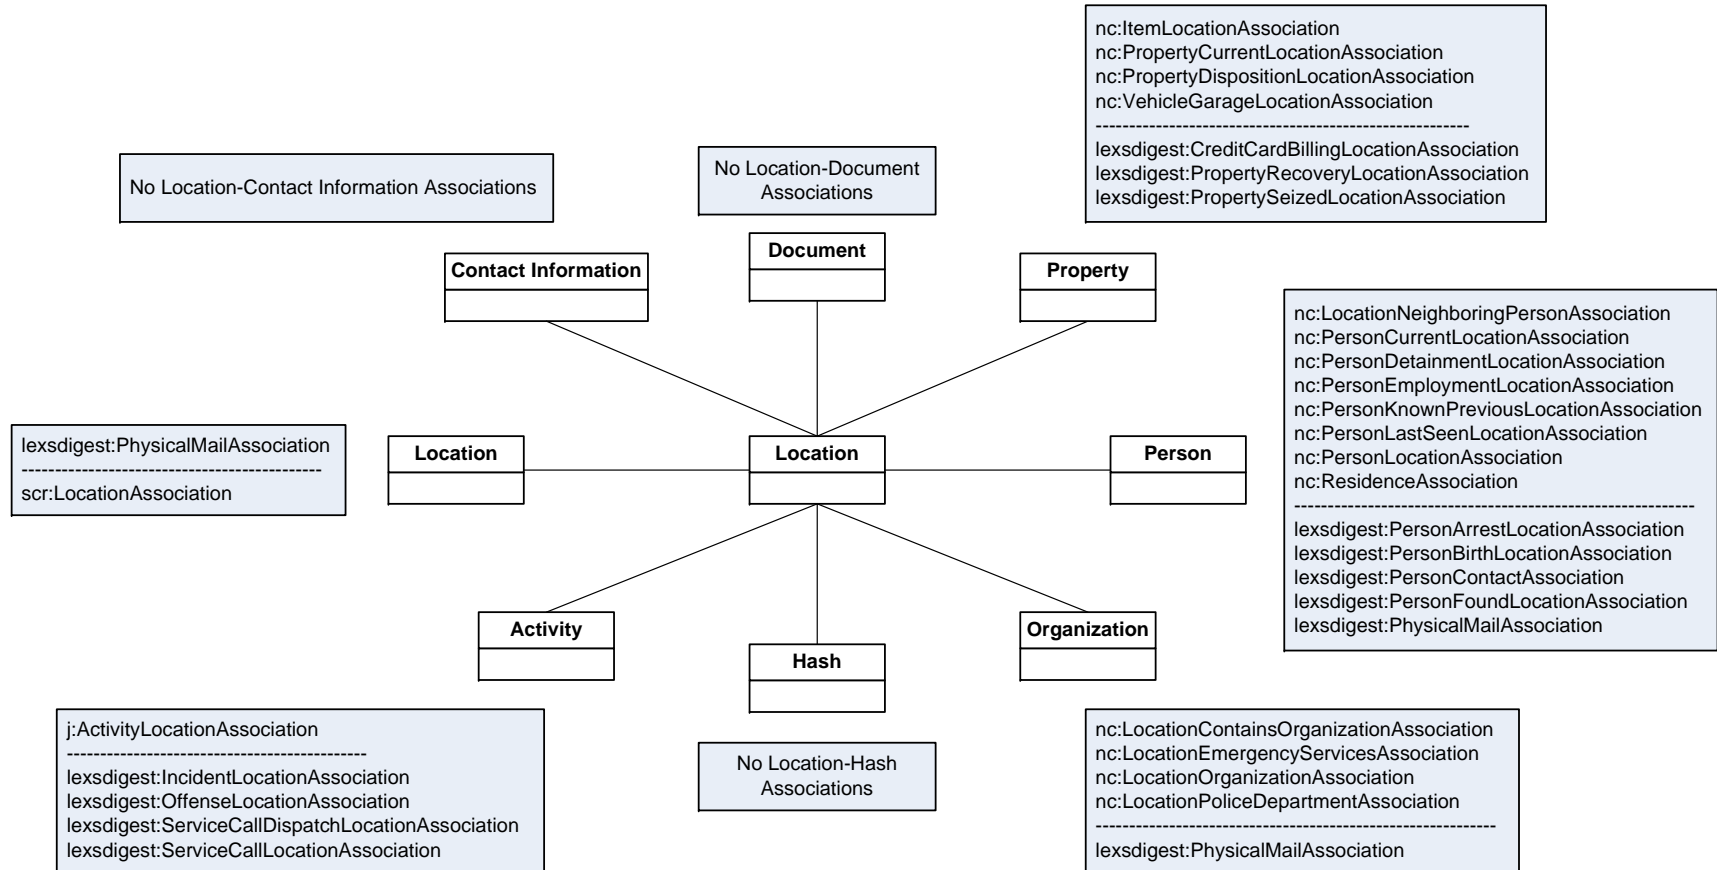 nc:ItemLocationAssociation
nc:PropertyCurrentLocationAssociation
nc:PropertyDispositionLocationAssociation
nc:VehicleGarageLocationAssociation
--------------------------------------------------------
lexsdigest:CreditCardBillingLocationAssociation
lexsdigest:PropertyRecoveryLocationAssociation
lexsdigest:PropertySeizedLocationAssociation
No Location-Contact Information Associations
No Location-Document
Associations
Contact Information
Document
Property
nc:LocationNeighboringPersonAssociation
nc:PersonCurrentLocationAssociation
nc:PersonDetainmentLocationAssociation
nc:PersonEmploymentLocationAssociation
nc:PersonKnownPreviousLocationAssociation
nc:PersonLastSeenLocationAssociation
nc:PersonLocationAssociation
nc:ResidenceAssociation
------------------------------------------------------------
lexsdigest:PersonArrestLocationAssociation
lexsdigest:PersonBirthLocationAssociation
lexsdigest:PersonContactAssociation
lexsdigest:PersonFoundLocationAssociation
lexsdigest:PhysicalMailAssociation
lexsdigest:PhysicalMailAssociation
---------------------------------------------
scr:LocationAssociation
Location
Location
Person
Activity
Hash
Organization
j:ActivityLocationAssociation
---------------------------------------------
lexsdigest:IncidentLocationAssociation
lexsdigest:OffenseLocationAssociation
lexsdigest:ServiceCallDispatchLocationAssociation
lexsdigest:ServiceCallLocationAssociation
No Location-Hash
Associations
nc:LocationContainsOrganizationAssociation
nc:LocationEmergencyServicesAssociation
nc:LocationOrganizationAssociation
nc:LocationPoliceDepartmentAssociation
------------------------------------------------------------
lexsdigest:PhysicalMailAssociation